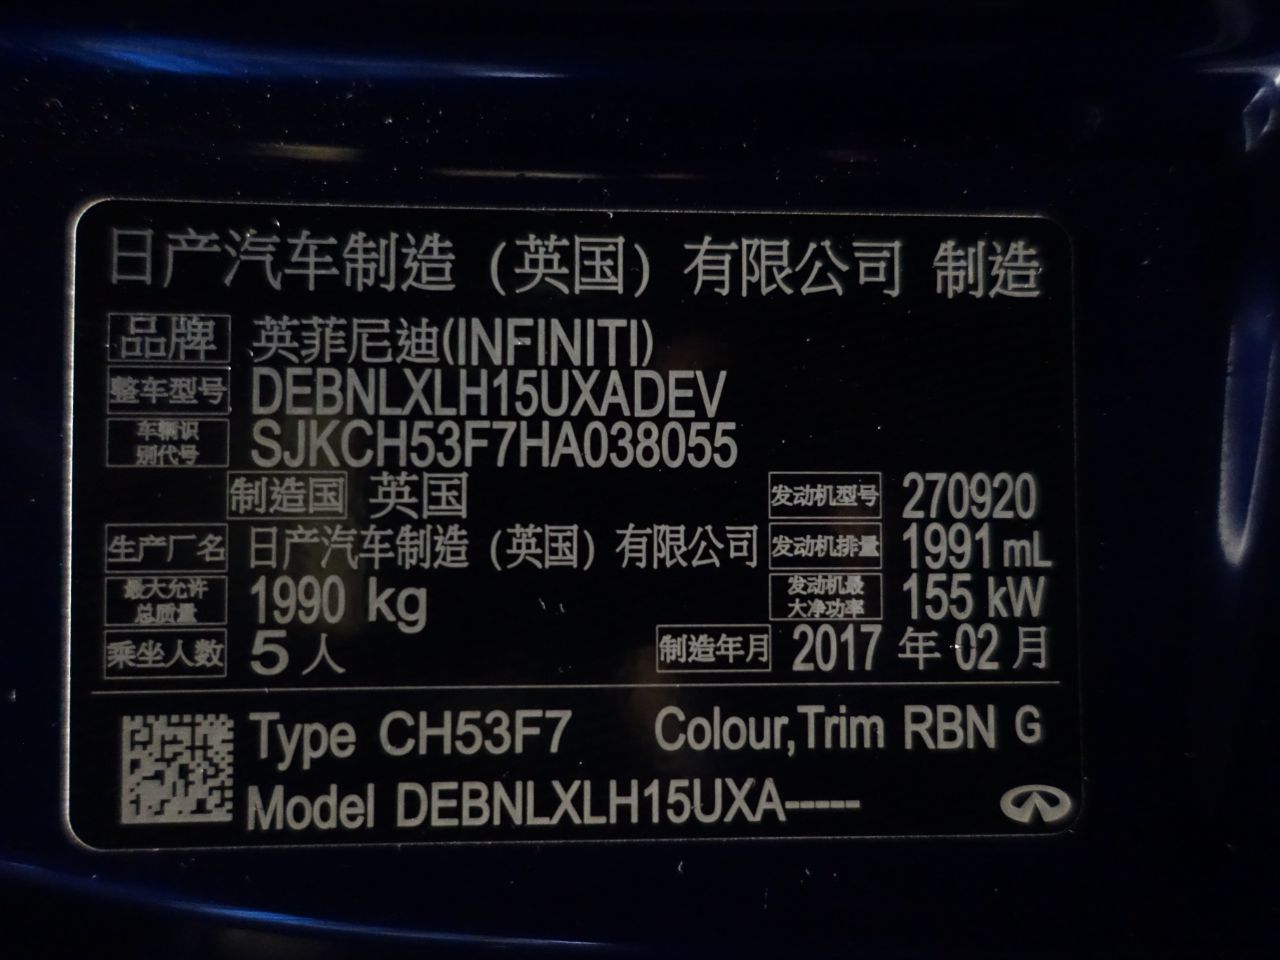 日产汽车制造（英国）有限公司 制造
品牌 英菲尼迪(INFINITI)
整车型号 DEBNLXLH15UXADEV
车辆识别代号 SJKCH53F7HA038055
制造国 英国 发动机型号 270920
生产厂名 日产汽车制造（英国）有限公司 发动机排量 1991 mL
最大允许总质量 1990 kg 发动机最大净功率 155 kW
乘坐人数 5 人 制造年月 2017 年 02 月
Type CH53F7 Colour,Trim RBN G
Model DEBNLXLH15UXA-----